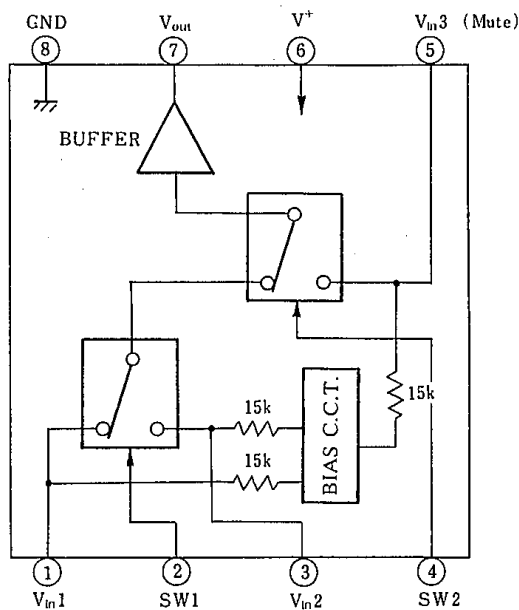 GND Vout V+ VIn3 (Mute)
8 7 6 5
BUFFER
15k
15k
15k
BIAS C.C.T.
1 2 3 4
VIn1 SW1 VIn2 SW2